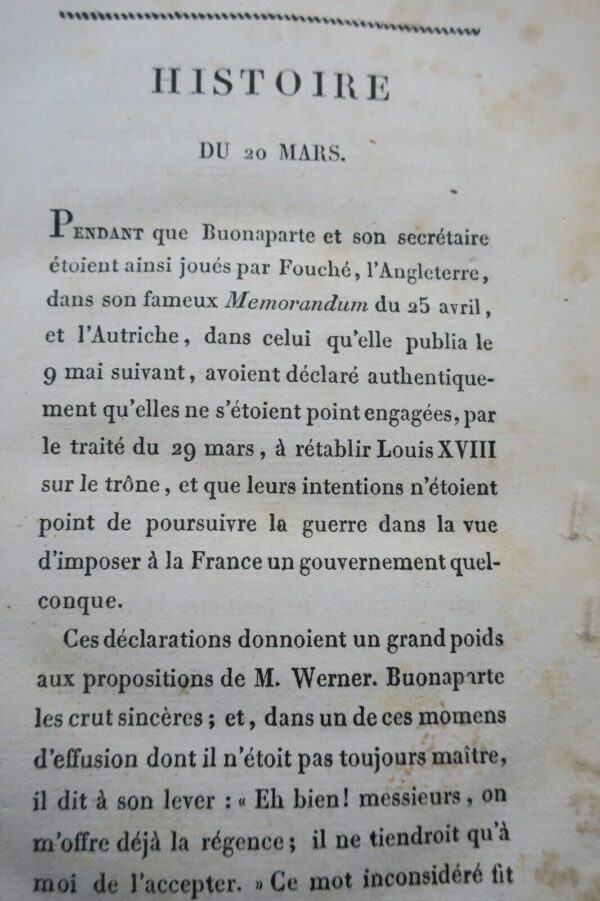 HISTOIRE
DU 20 MARS.
PENDANT que Buonaparte et son secrétaire
étoient ainsi joués par Fouché, l'Angleterre,
dans son fameux Memorandum du 25 avril,
et l'Autriche, dans celui qu'elle publia le
9 mai suivant, avoient déclaré authentique-
ment qu'elles ne s'étoient point engagées, par
le traité du 29 mars, à rétablir Louis XVIII
sur le trône, et que leurs intentions n'étoient
point de poursuivre la guerre dans la vue
d'imposer à la France un gouvernement quel-
conque.
Ces déclarations donnoient un grand poids
aux propositions de M. Werner. Buonaparte
les crut sincères; et, dans un de ces momens
d'effusion dont il n'étoit pas toujours maître,
il dit à son lever : « Eh bien! messieurs, on
m'offre déjà la régence; il ne tiendroit qu'à
moi de l'accepter. » Ce mot inconsidéré fit